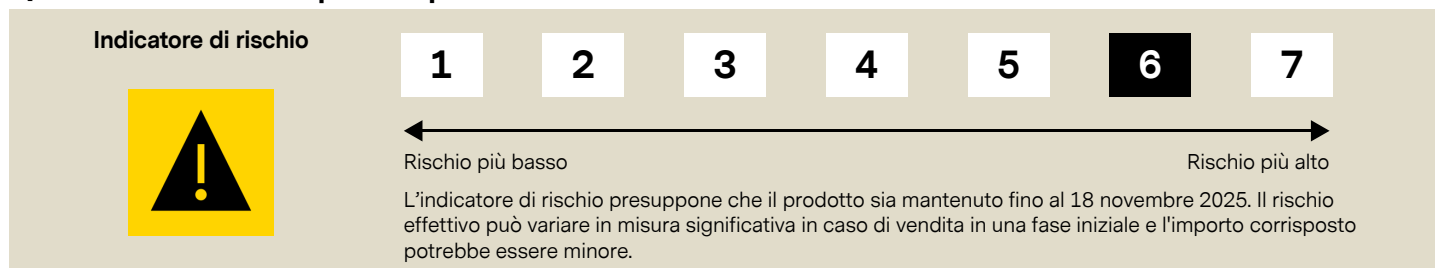 Indicatore di rischio
1 2 3 4 5 6 7
Rischio più basso Rischio più alto
L'indicatore di rischio presuppone che il prodotto sia mantenuto fino al 18 novembre 2025. Il rischio
effettivo può variare in misura significativa in caso di vendita in una fase iniziale e l'importo corrisposto
potrebbe essere minore.